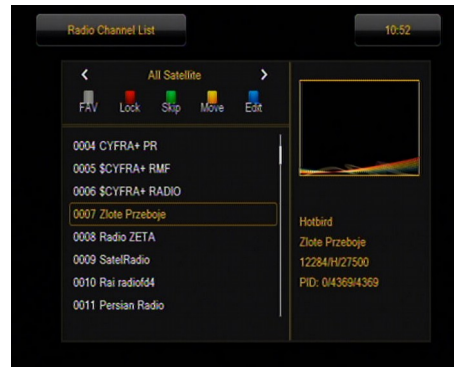 Radio Channel List
10:52
All Satellite
FAV Lock Skip Move Edit
0004 CYFRA+ PR
0005 $CYFRA+ RMF
0006 $CYFRA+ RADIO
0007 Zlote Przeboje
0008 Radio ZETA
0009 SatelRadio
0010 Rai radiofd4
0011 Persian Radio
Hotbird
Zlote Przeboje
12284/H/27500
PID: 0/4369/4369